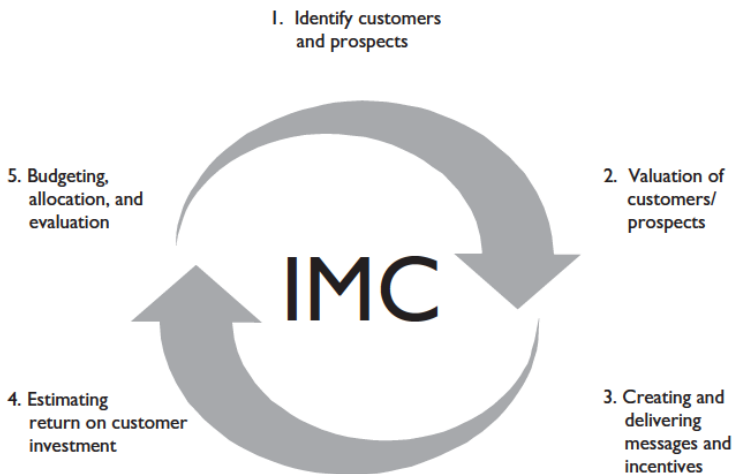 1. Identify customers
and prospects
2. Valuation of
customers/
prospects
3. Creating and
delivering
messages and
incentives
4. Estimating
return on customer
investment
5. Budgeting,
allocation, and
evaluation
IMC